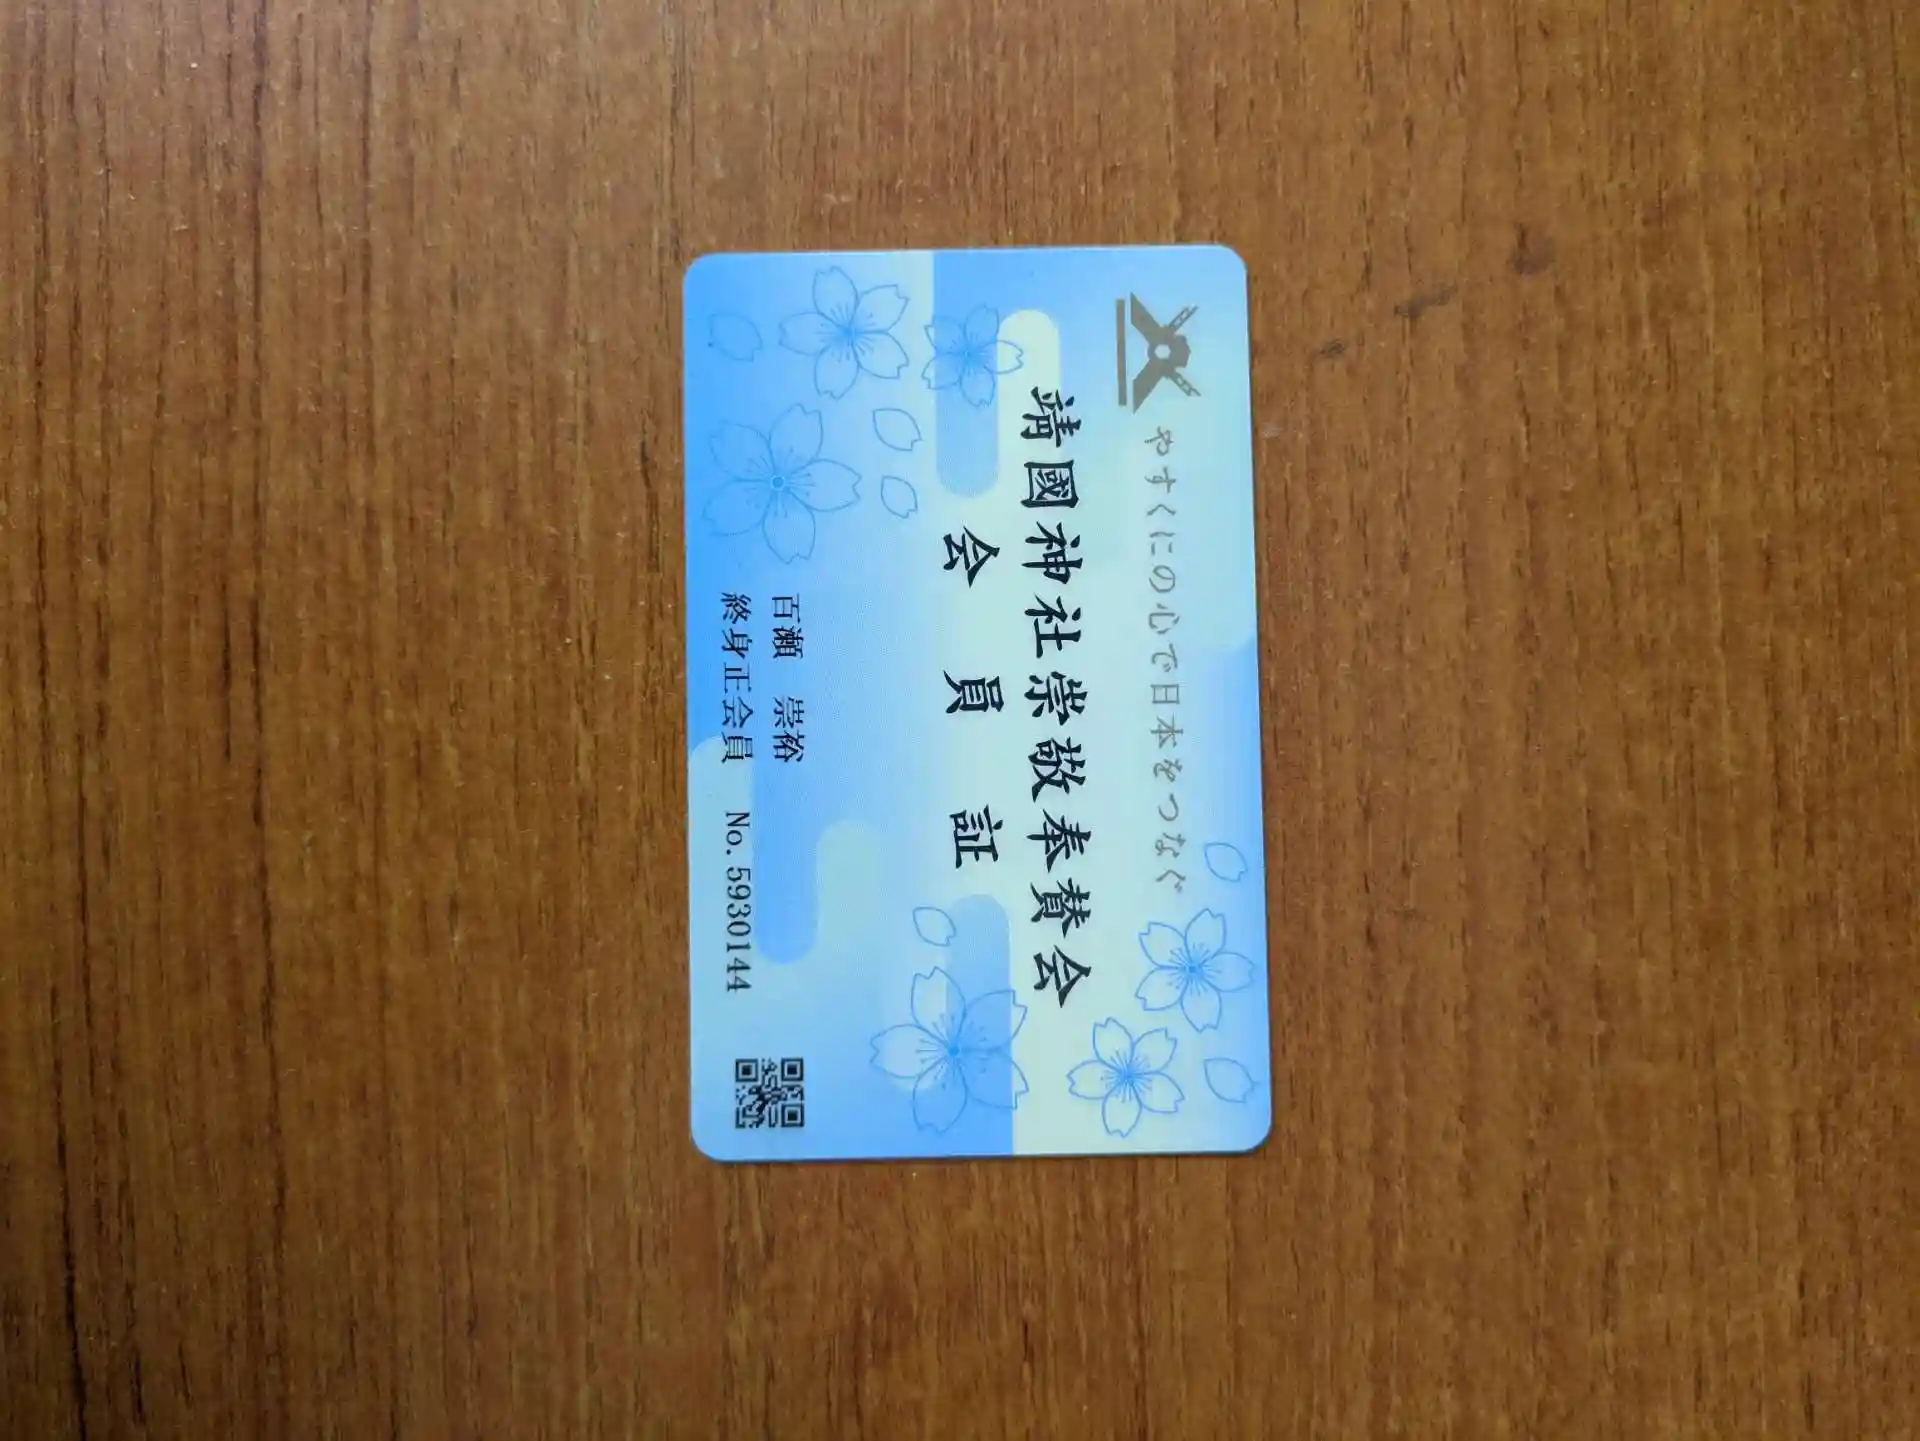 やすくにの心で日本をつなぐ
靖國神社崇敬奉賛会
会員証
百瀬 崇裕
終身正会員 No.5930144